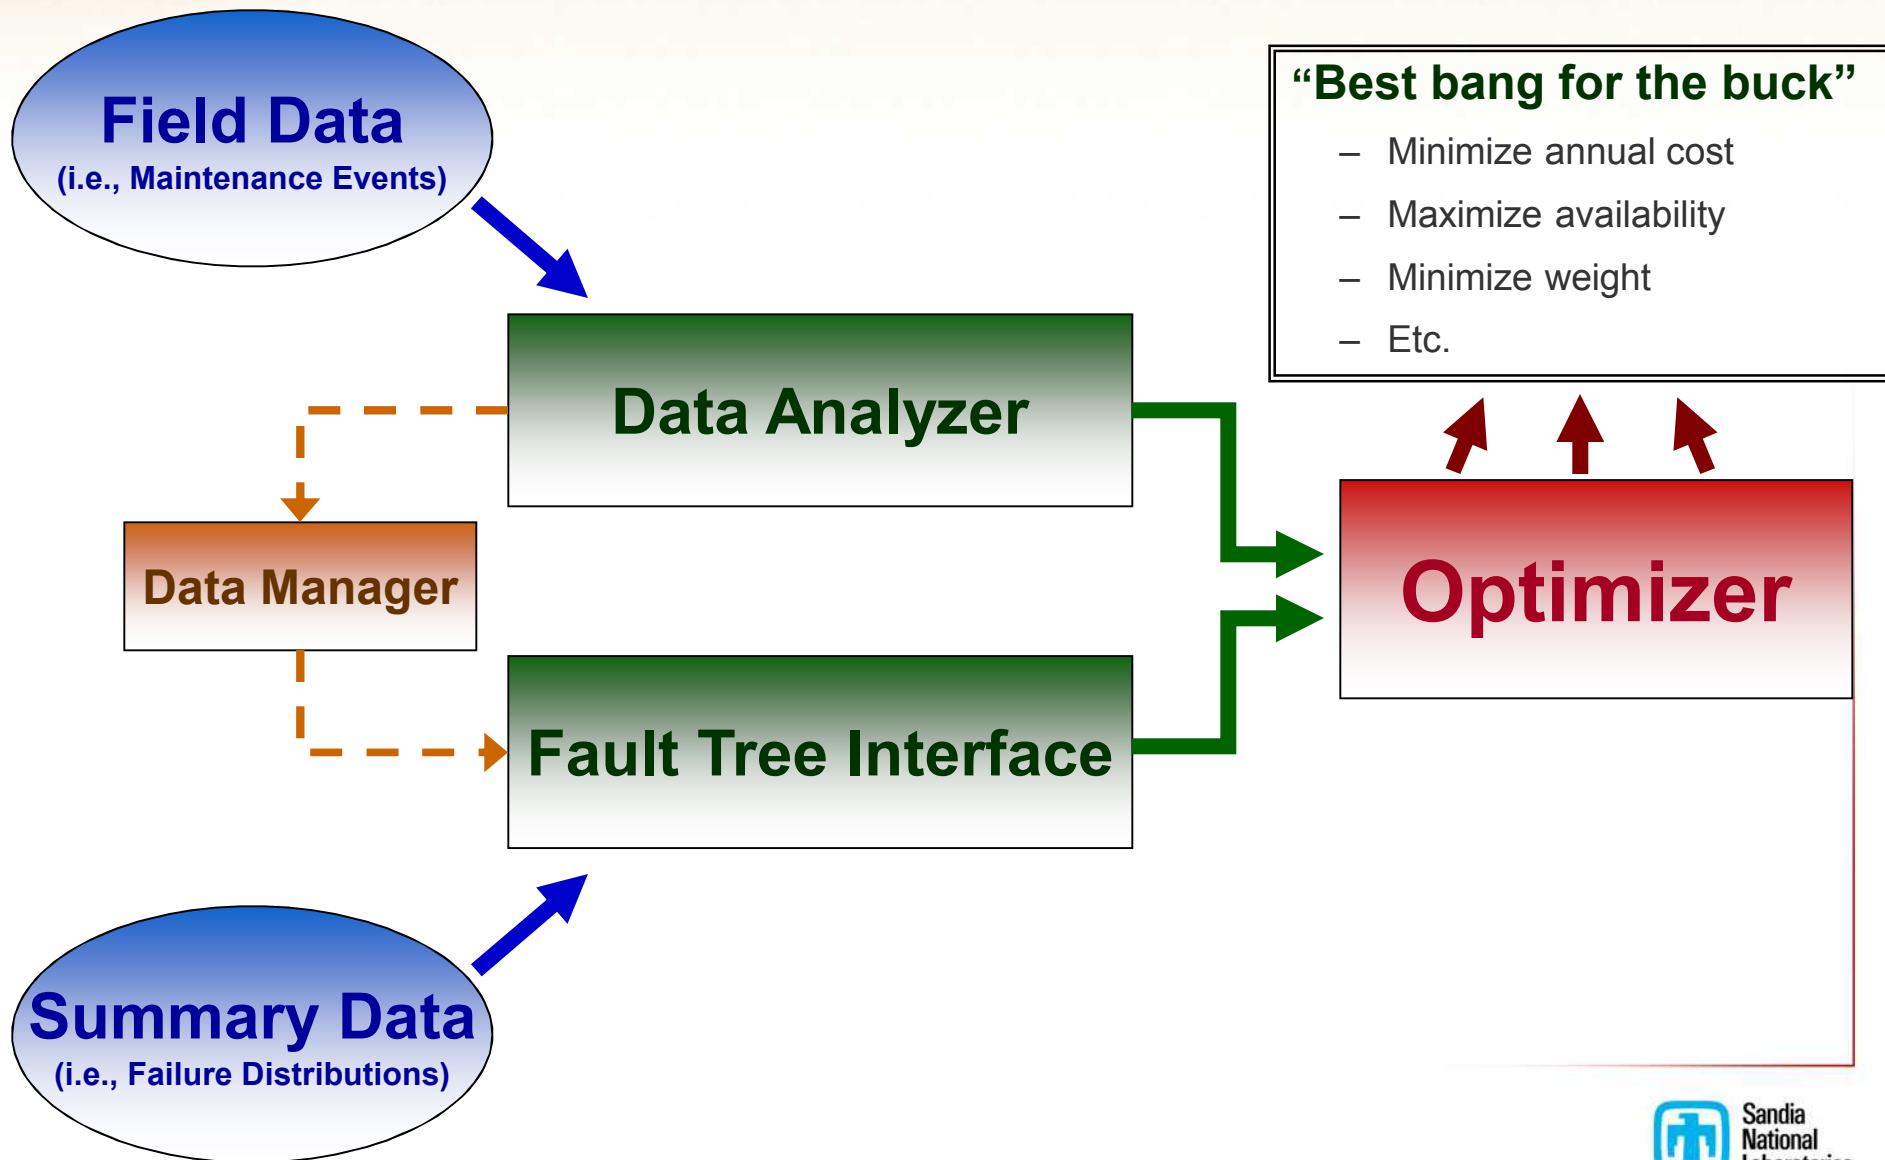 Field Data
(i.e., Maintenance Events)
“Best bang for the buck”
– Minimize annual cost
– Maximize availability
– Minimize weight
– Etc.
Data Analyzer
Data Manager
Optimizer
Fault Tree Interface
Summary Data
(i.e., Failure Distributions)
Sandia
National
Laboratories